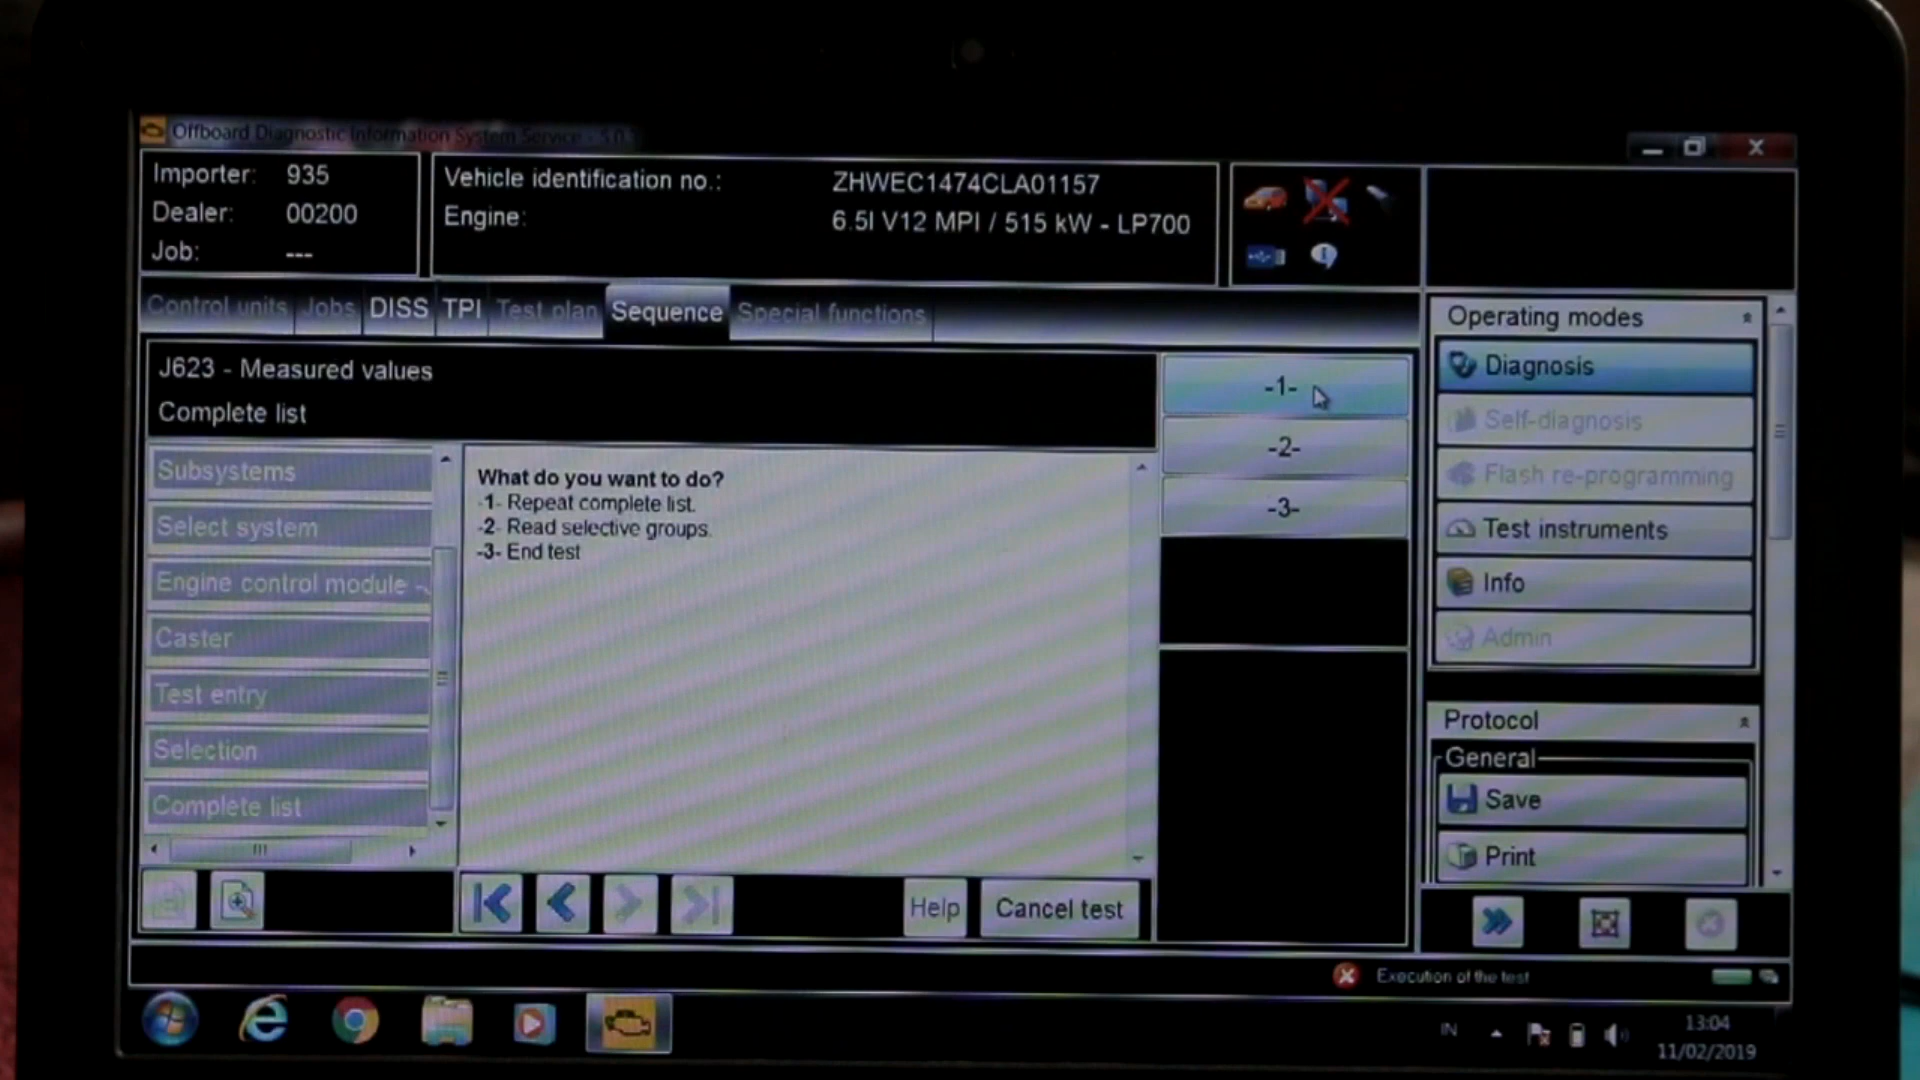 Offboard Diagnostic Information System Service - 5.0.
Importer: 935
Dealer: 00200
Job: ---
Vehicle identification no.: ZHWEC1474CLA01157
Engine: 6.5l V12 MPI / 515 kW - LP700
Control units Jobs DISS TPI Test plan Sequence Special functions
J623 - Measured values
Complete list
Subsystems
Select system
Engine control module -
Caster
Test entry
Selection
Complete list
What do you want to do?
-1- Repeat complete list.
-2- Read selective groups.
-3- End test
-1-
-2-
-3-
Help
Cancel test
Operating modes
Diagnosis
Self-diagnosis
Flash re-programming
Test instruments
Info
Admin
Protocol
General
Save
Print
Execution of the test
IN
13:04
11/02/2019